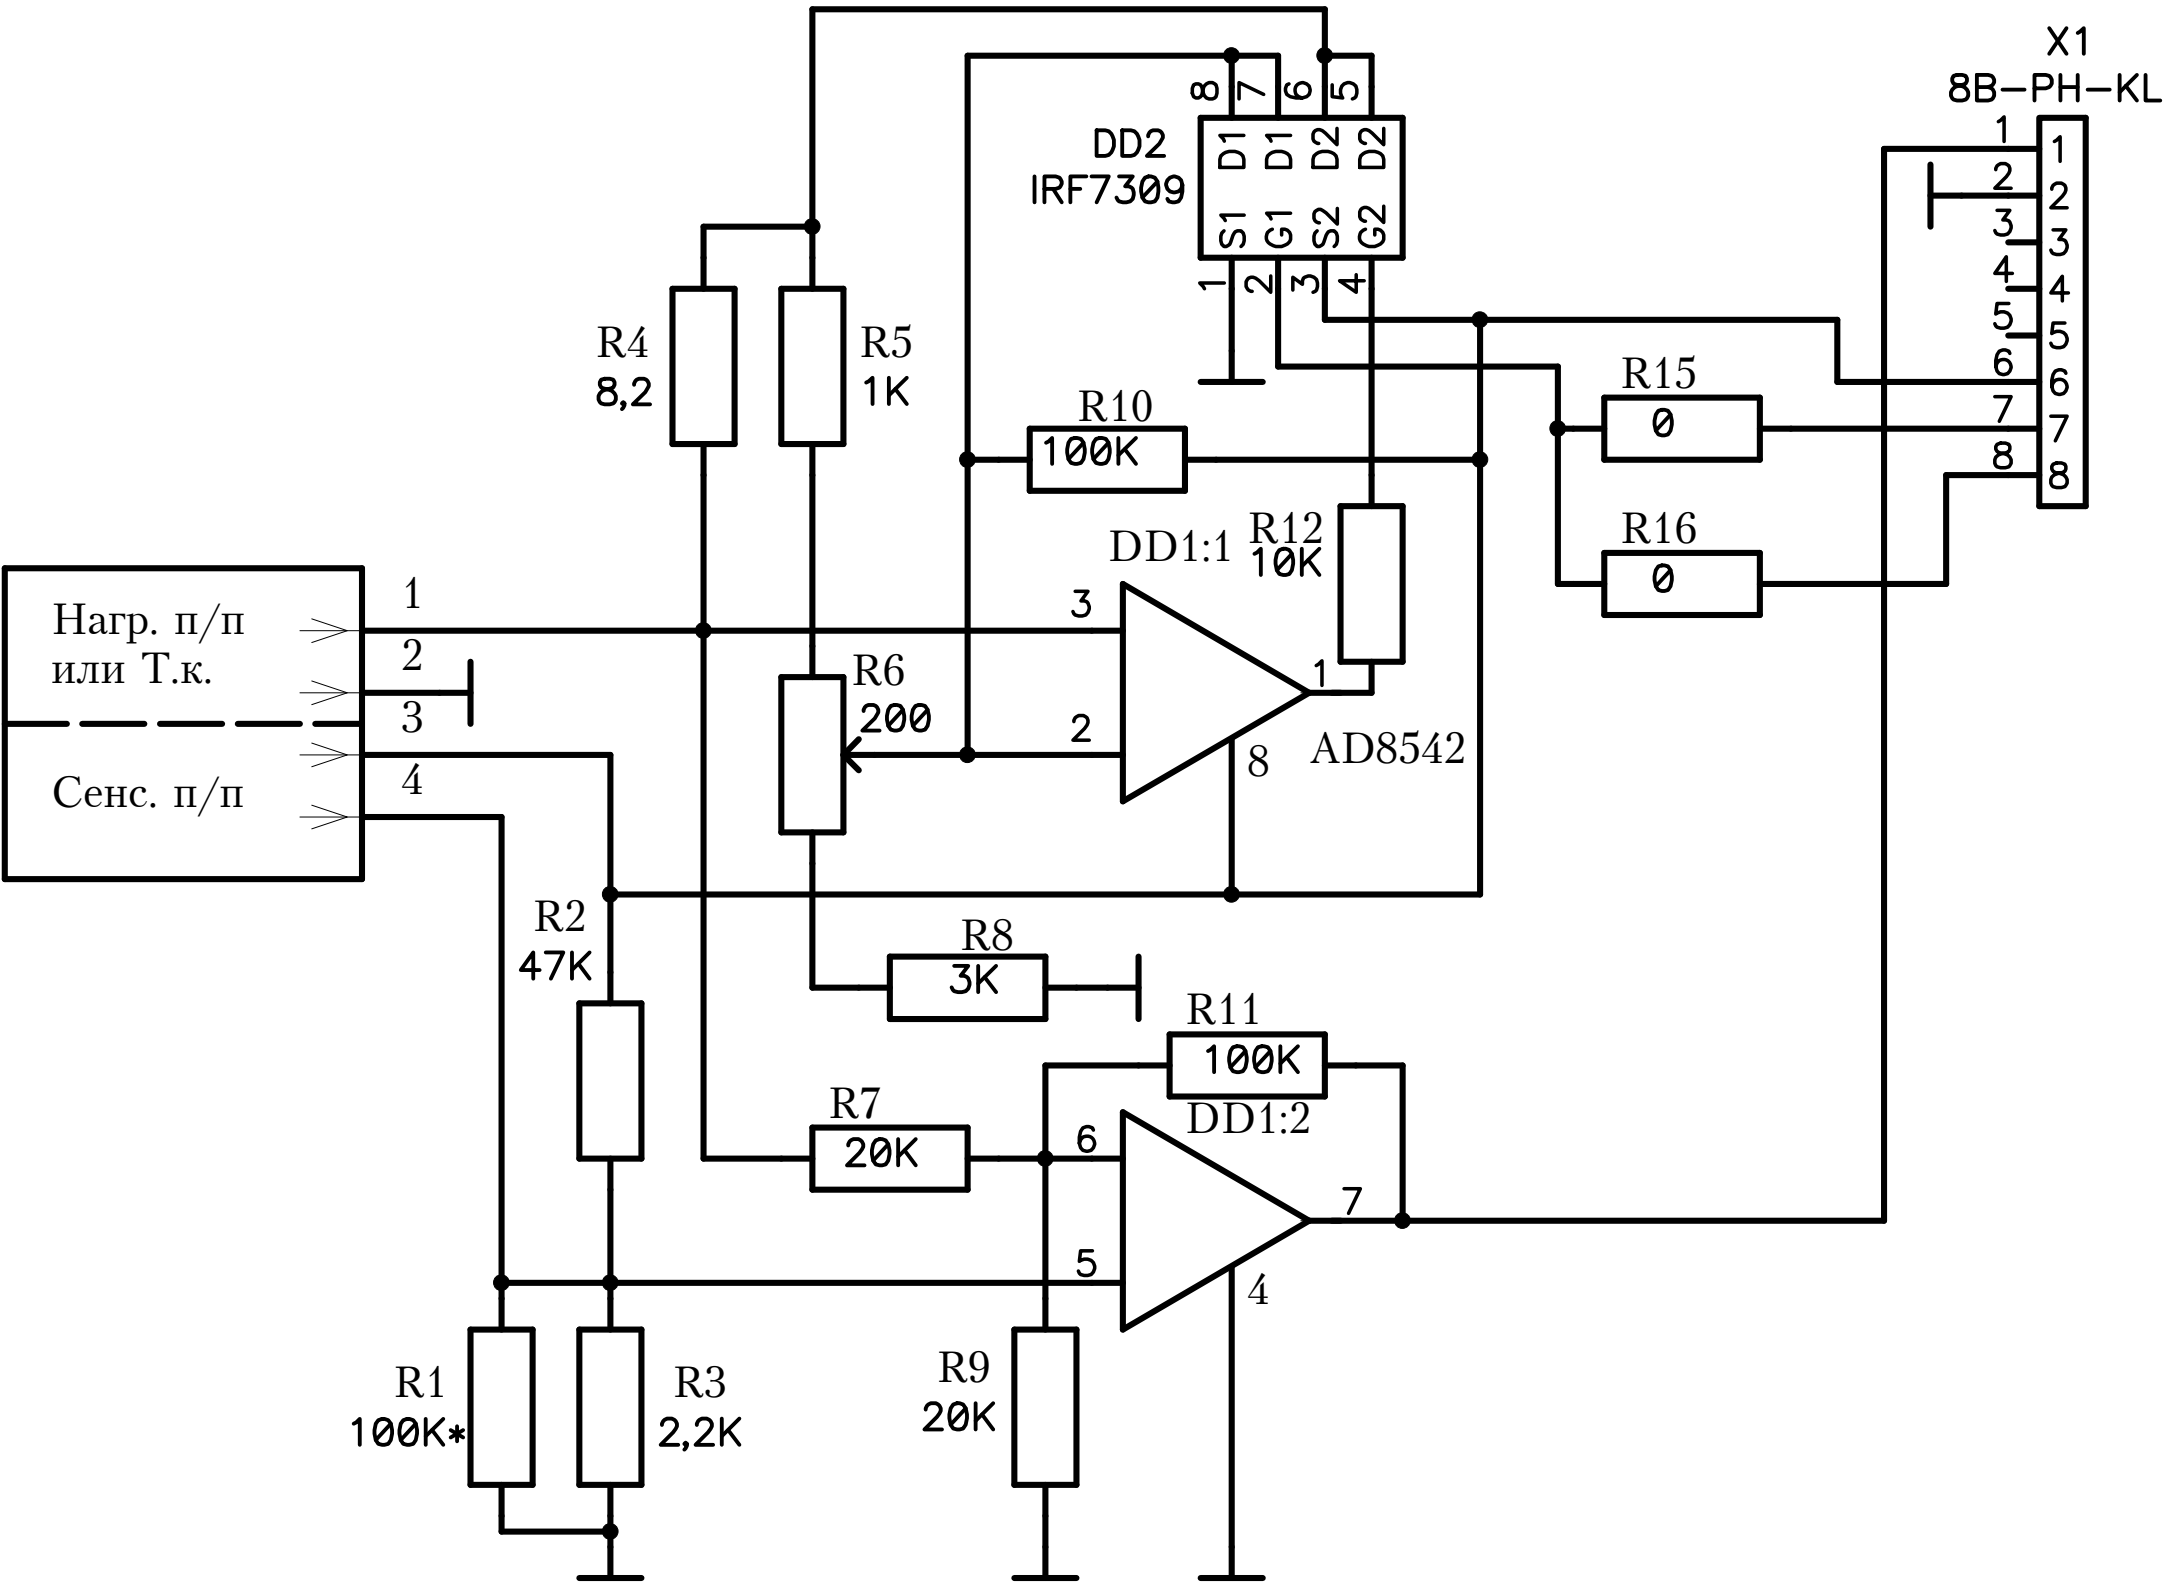 X1
8B-PH-KL
8 7 6 5
DD2
IRF7309
D1 D1 D2 D2
S1 G1 S2 G2
1 2 3 4
1 1
2 2
3 3
4 4
5 5
6 6
7 7
8 8
R4
8,2
R5
1K
R15
0
R10
100K
R16
0
DD1:1
R12
10K
Нагр. п/п
или Т.к.
Сенс. п/п
1
2
3
4
3
2
1
8
AD8542
R6
200
R2
47K
R8
3K
R11
100K
R7
20K
DD1:2
6
5
7
4
R1
100K*
R3
2,2K
R9
20K